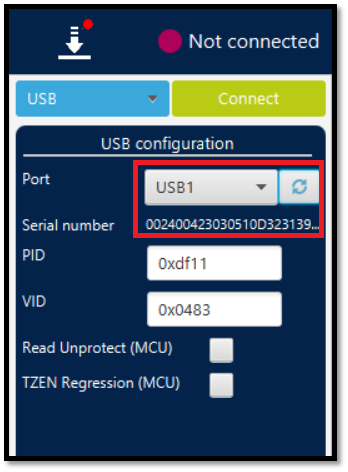 Not connected
USB Connect
USB configuration
Port USB1
Serial number 002400423030510D323139...
PID 0xdf11
VID 0x0483
Read Unprotect (MCU)
TZEN Regression (MCU)